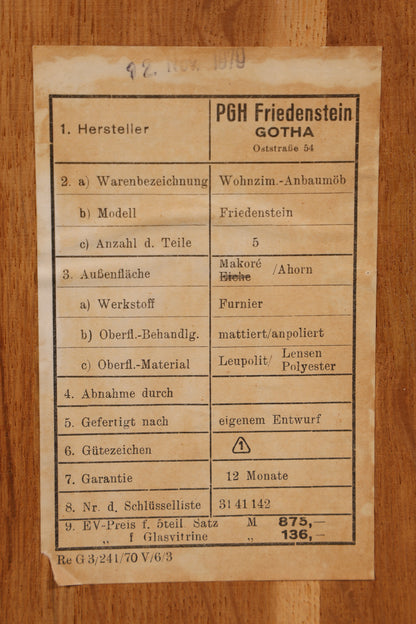 12. Nov. 1979
1. Hersteller PGH Friedenstein
GOTHA
Oststraße 54
2. a) Warenbezeichnung Wohnzim.-Anbaumöb
b) Modell Friedenstein
c) Anzahl d. Teile 5
3. Außenfläche Makoré Eiche /Ahorn
a) Werkstoff Furnier
b) Oberfl.-Behandlg. mattiert/anpoliert
c) Oberfl.-Material Leupolit/ Lensen Polyester
4. Abnahme durch
5. Gefertigt nach eigenem Entwurf
6. Gütezeichen 1
7. Garantie 12 Monate
8. Nr. d. Schlüsselliste 31 41 142
9. EV-Preis f. 5teil. Satz M 875,—
„ f Glasvitrine „ 136,—
Re G 3/241/70 V/6/3